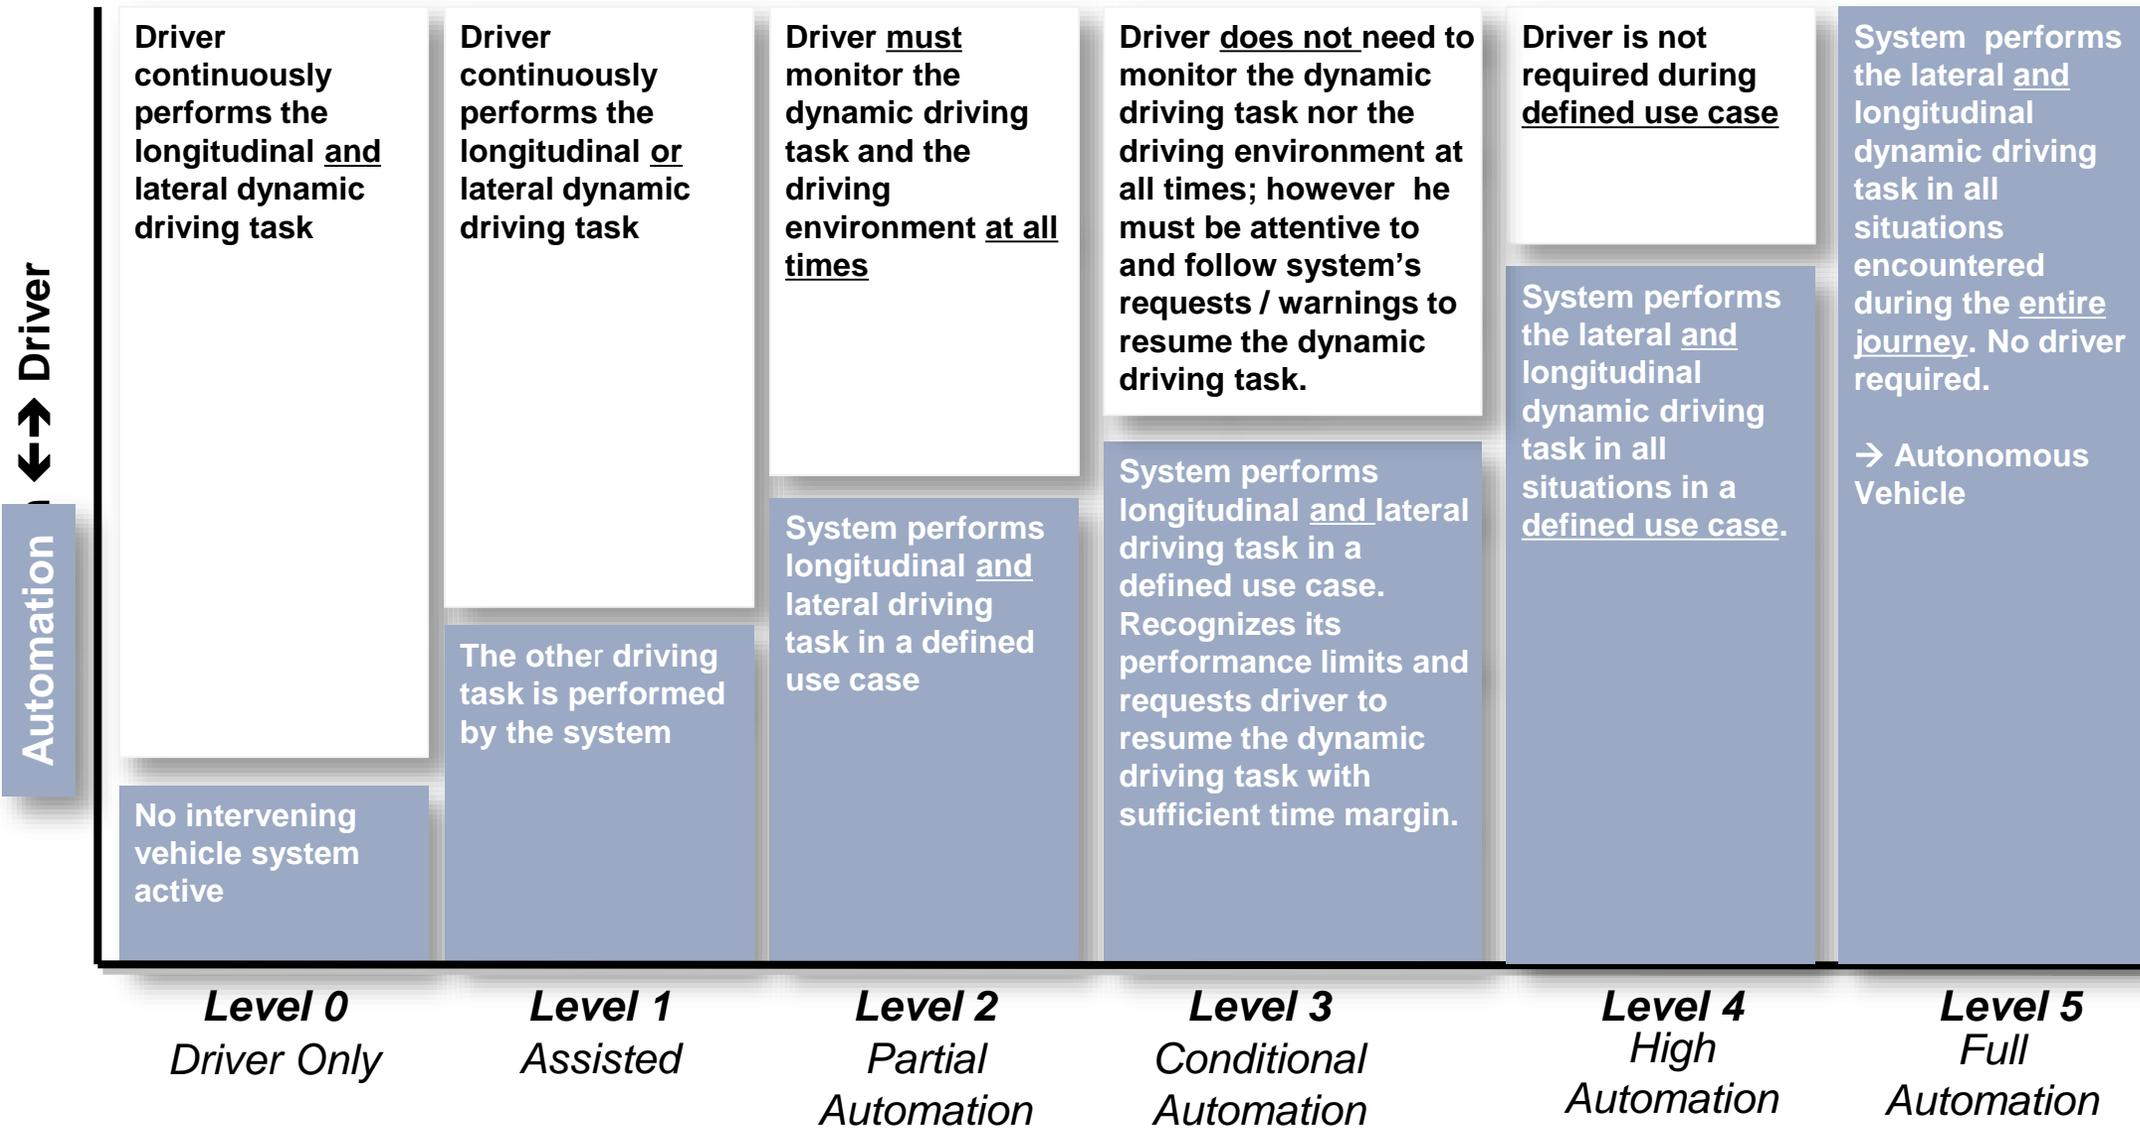 Driver
continuously
performs the
longitudinal and
lateral dynamic
driving task
No intervening
vehicle system
active
Level 0
Driver Only
Driver
continuously
performs the
longitudinal or
lateral dynamic
driving task
The other driving
task is performed
by the system
Level 1
Assisted
Driver must
monitor the
dynamic driving
task and the
driving
environment at all
times
System performs
longitudinal and
lateral driving
task in a defined
use case
Level 2
Partial
Automation
Driver does not need to
monitor the dynamic
driving task nor the
driving environment at
all times; however he
must be attentive to
and follow system’s
requests / warnings to
resume the dynamic
driving task.
System performs
longitudinal and lateral
driving task in a
defined use case.
Recognizes its
performance limits and
requests driver to
resume the dynamic
driving task with
sufficient time margin.
Level 3
Conditional
Automation
Driver is not
required during
defined use case
System performs
the lateral and
longitudinal
dynamic driving
task in all
situations in a
defined use case.
Level 4
High
Automation
System performs
the lateral and
longitudinal
dynamic driving
task in all
situations
encountered
during the entire
journey. No driver
required.
→ Autonomous
Vehicle
Level 5
Full
Automation
Automation ←→ Driver